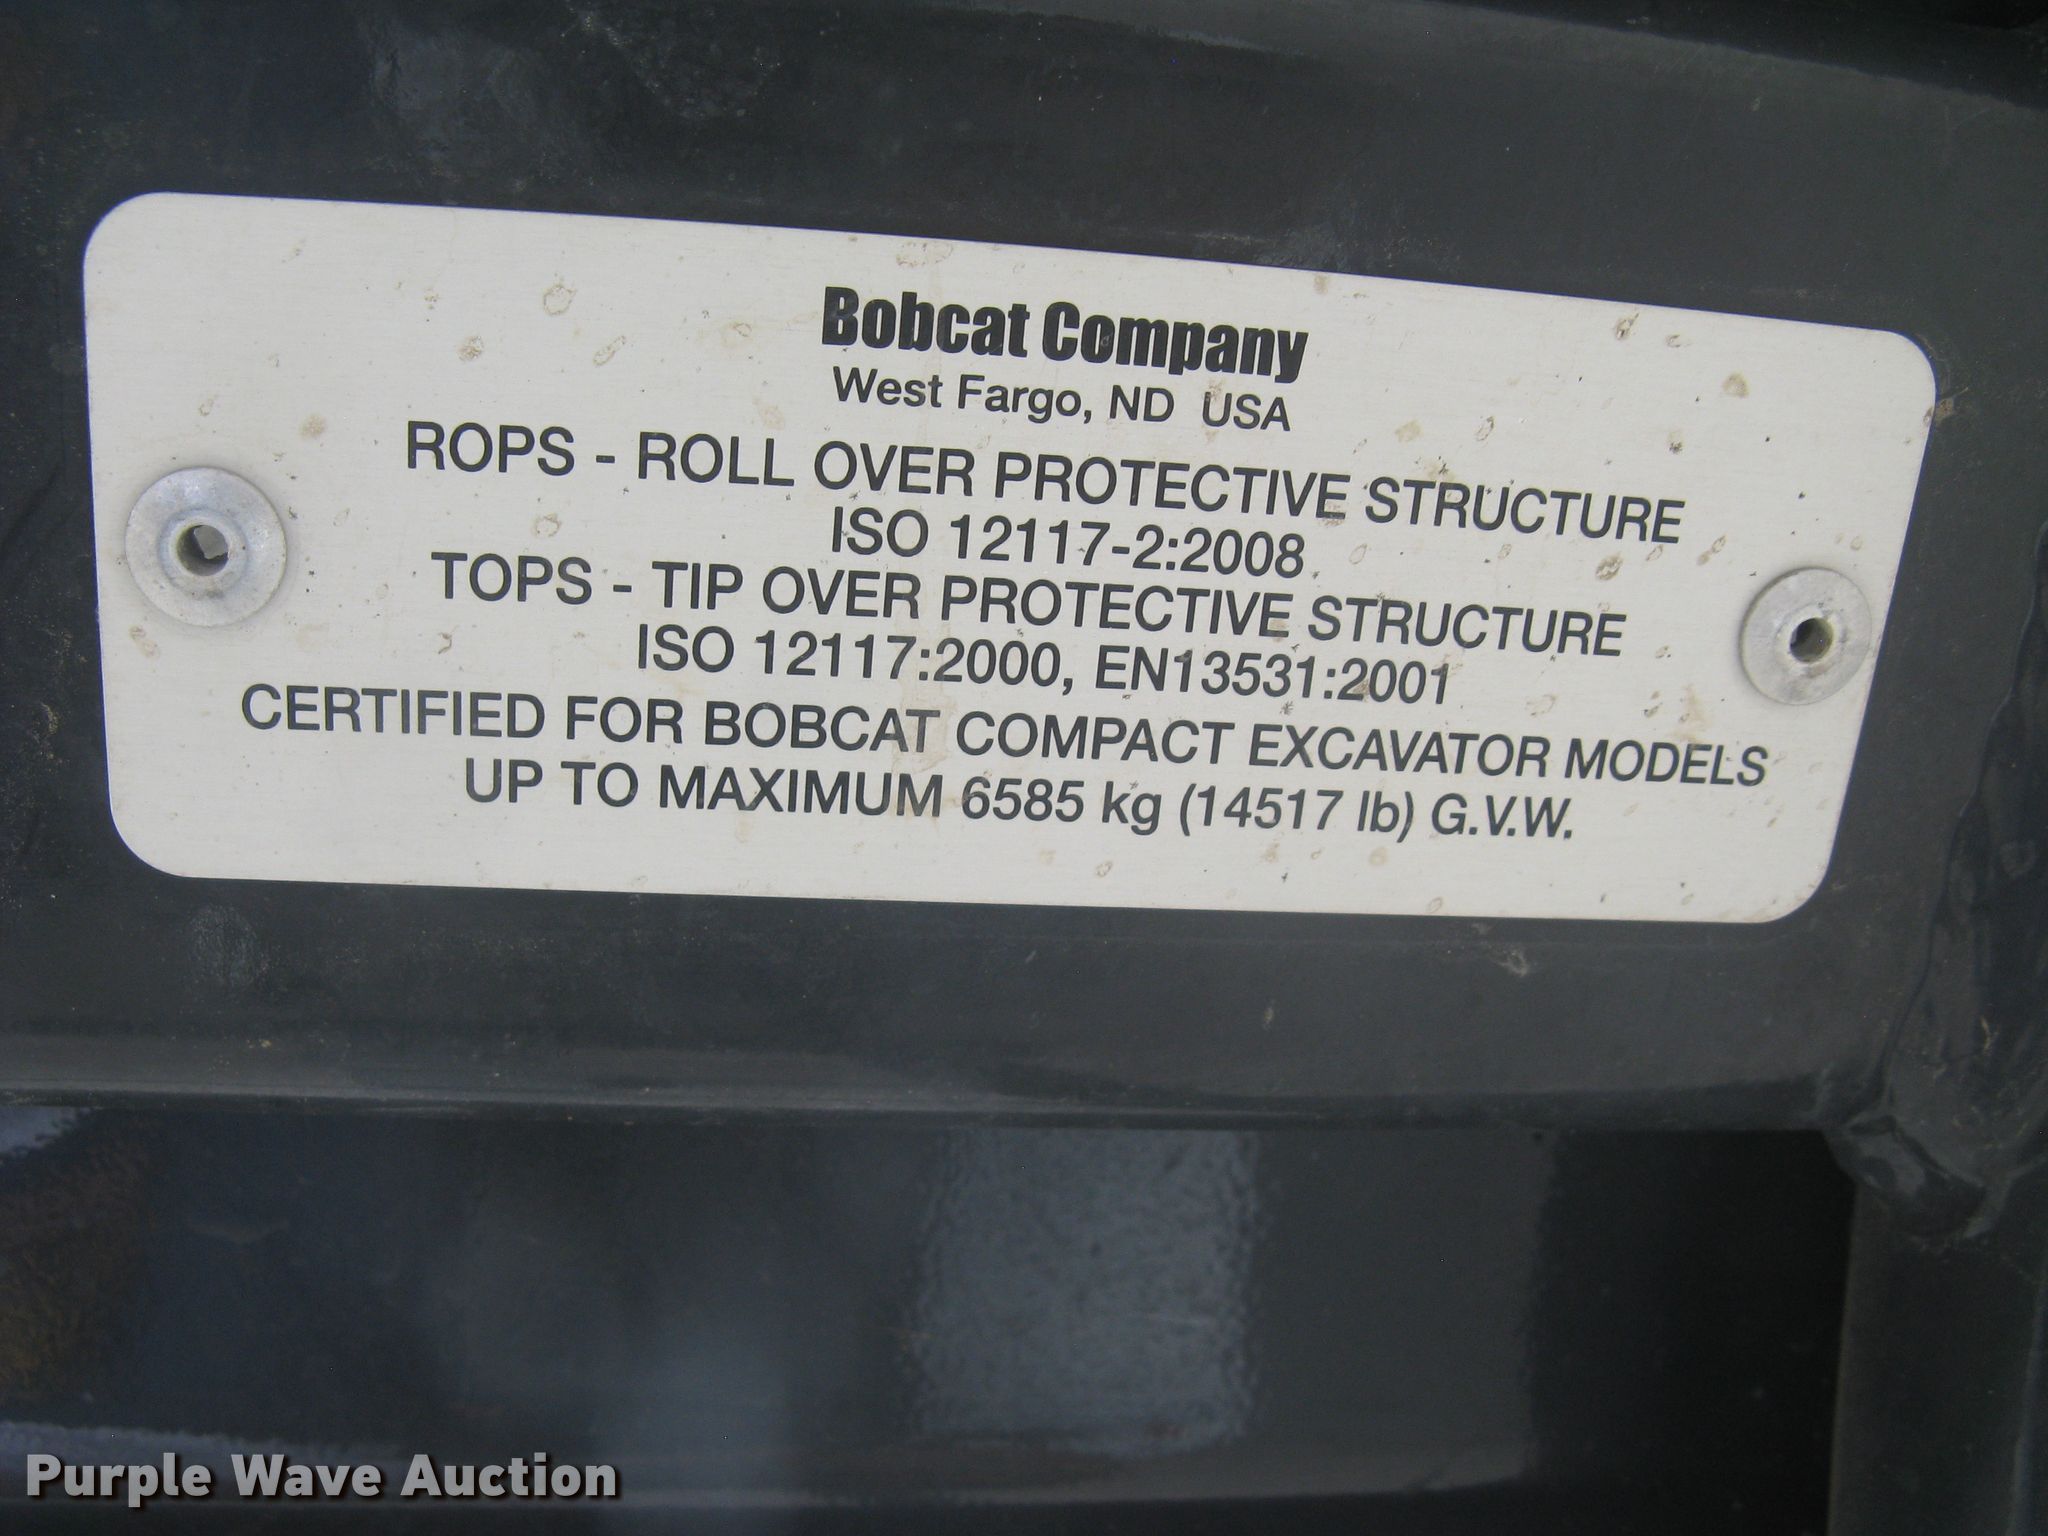 Bobcat Company
West Fargo, ND USA
ROPS - ROLL OVER PROTECTIVE STRUCTURE
ISO 12117-2:2008
TOPS - TIP OVER PROTECTIVE STRUCTURE
ISO 12117:2000, EN13531:2001
CERTIFIED FOR BOBCAT COMPACT EXCAVATOR MODELS
UP TO MAXIMUM 6585 kg (14517 lb) G.V.W.
Purple Wave Auction